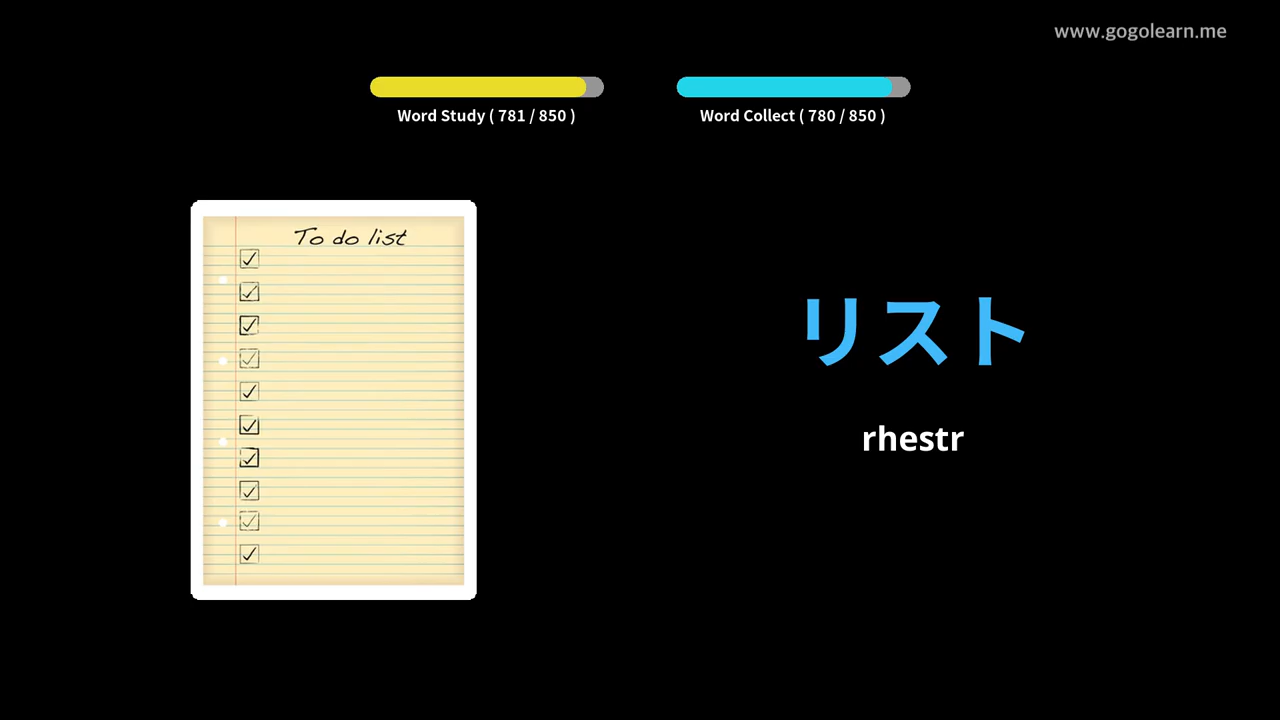 www.gogolearn.me
Word Study ( 781 / 850 )
Word Collect ( 780 / 850 )
To do list
リスト
rhestr